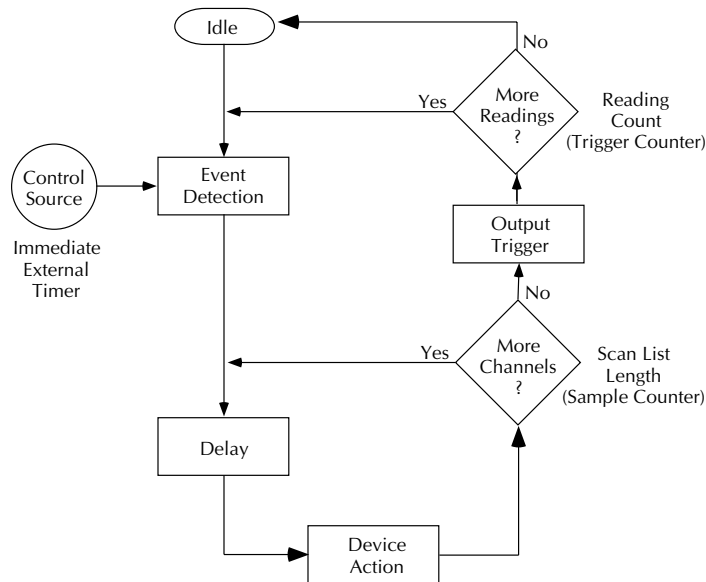 Idle
No
Yes
More
Readings
?
Reading
Count
(Trigger Counter)
Control
Source
Event
Detection
Immediate
External
Timer
Output
Trigger
No
Yes
More
Channels
?
Scan List
Length
(Sample Counter)
Delay
Device
Action